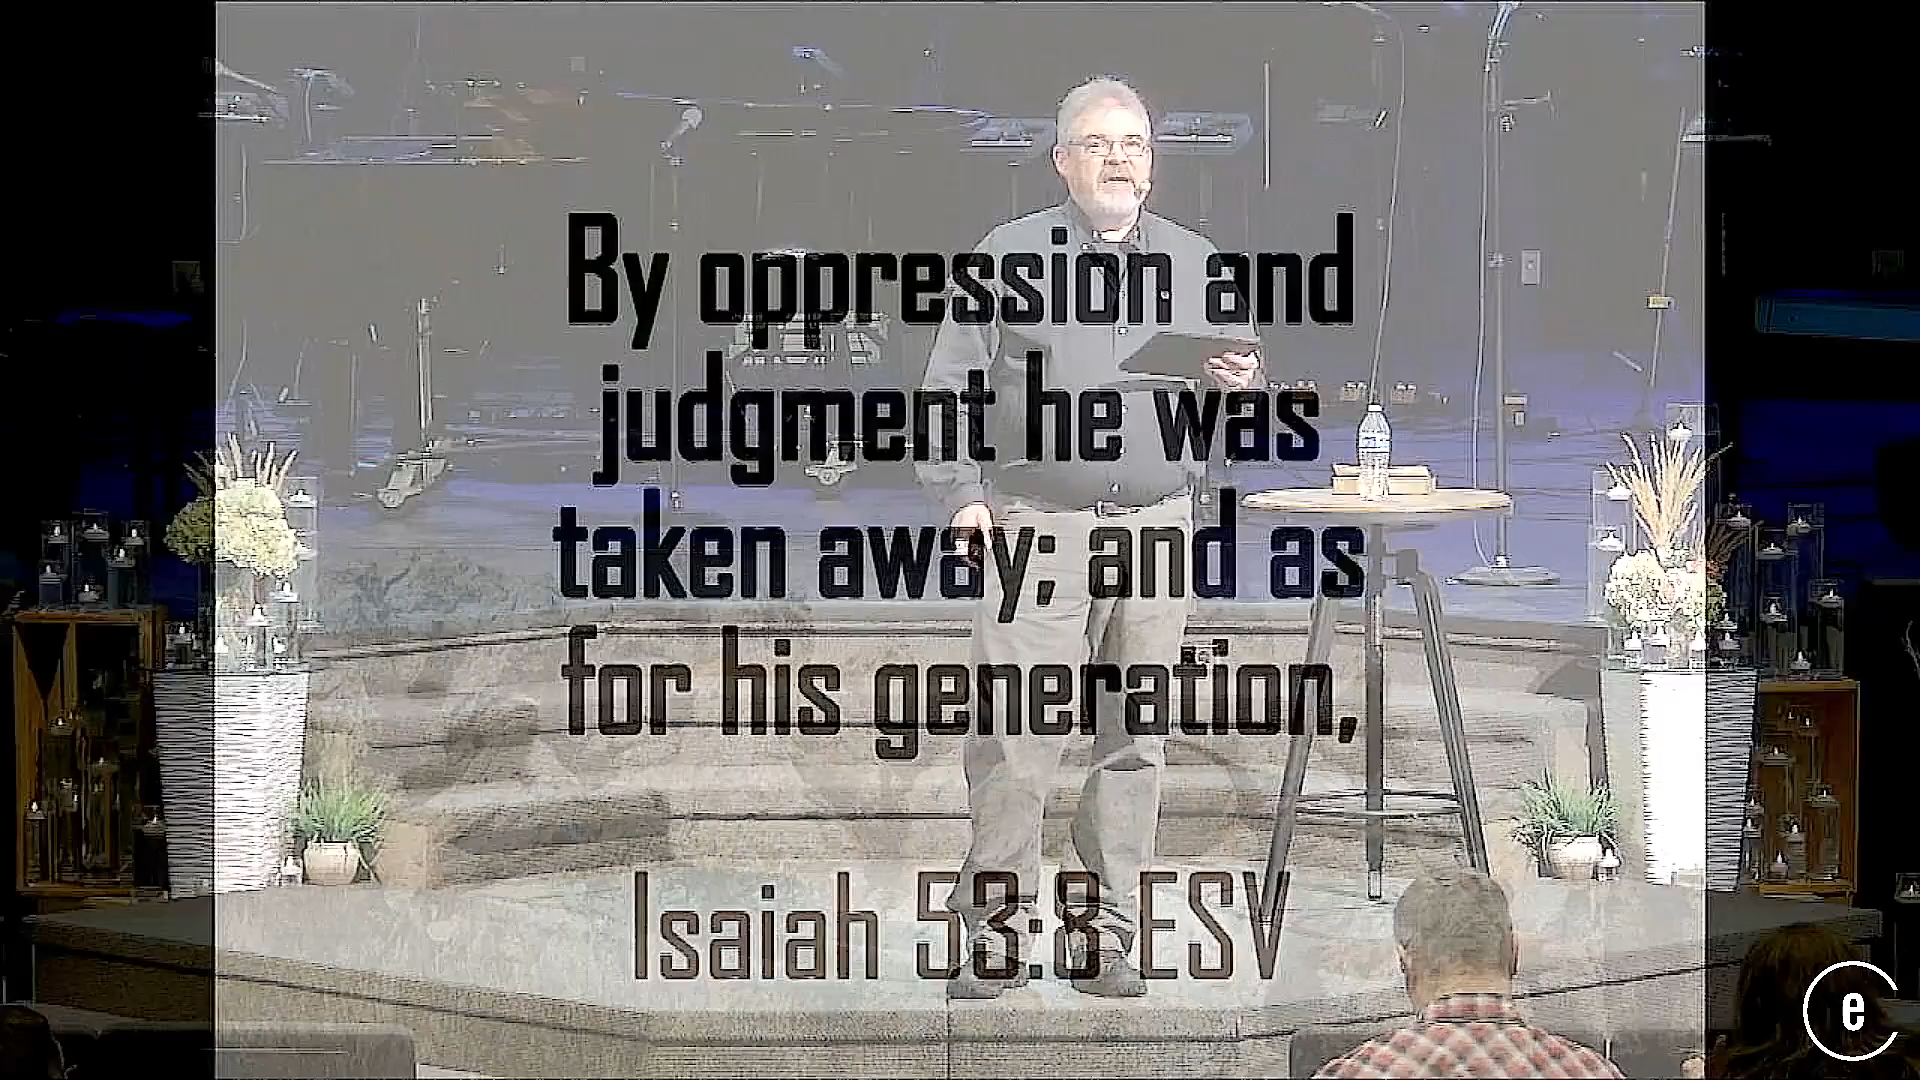 By oppression and
judgment he was
taken away; and as
for his generation,
Isaiah 53:8 ESV
e